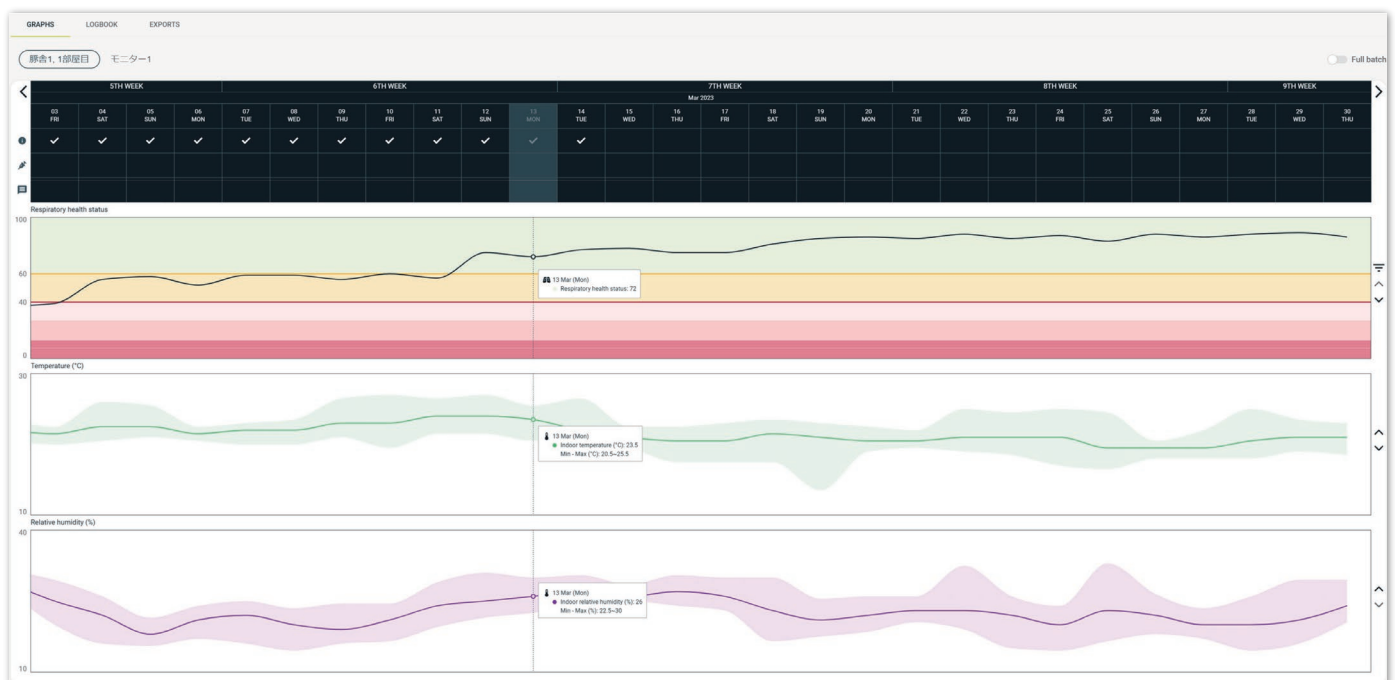 GRAPHS LOGBOOK EXPORTS
豚舎1, 1部屋目 モニター1 Full batch
5TH WEEK 6TH WEEK 7TH WEEK 8TH WEEK 9TH WEEK
Mar 2023
03 04 05 06 07 08 09 10 11 12 13 14 15 16 17 18 19 20 21 22 23 24 25 26 27 28 29 30
FRI SAT SUN MON TUE WED THU FRI SAT SUN MON TUE WED THU FRI SAT SUN MON TUE WED THU FRI SAT SUN MON TUE WED THU
Respiratory health status
100
60
13 Mar (Mon)
Respiratory health status: 72
40
0
Temperature (°C)
30
13 Mar (Mon)
Indoor temperature (°C): 23.5
Min - Max (°C): 20.5~25.5
10
Relative humidity (%)
40
13 Mar (Mon)
Indoor relative humidity (%): 26
Min - Max (%): 22.5~30
10